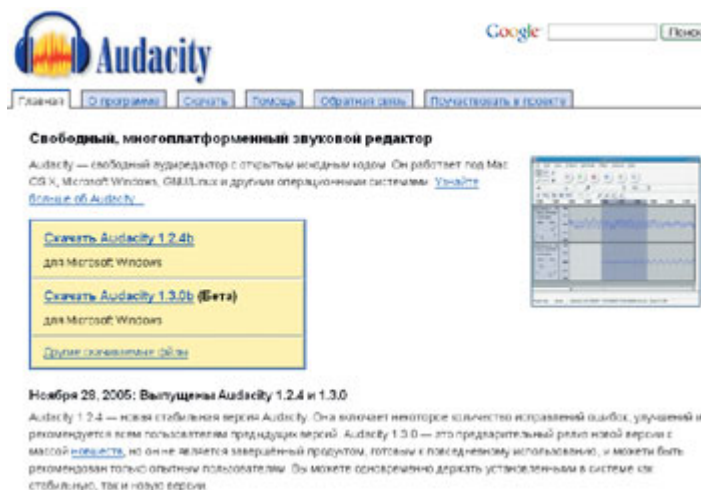 Audacity
Google
Поиск
Главная О программе Скачать Помощь Обратная связь Поучаствовать в проекте
Свободный, многоплатформенный звуковой редактор
Audacity — свободный аудиредактор с открытым исходным кодом. Он работает под Mac
OS X, Microsoft Windows, GNU/Linux и другими операционными системами. Узнайте
больше об Audacity...
Скачать Audacity 1.2.4b
для Microsoft Windows
Скачать Audacity 1.3.0b (Бета)
для Microsoft Windows
Другие скачиваемые файлы
Ноября 28, 2005: Выпущены Audacity 1.2.4 и 1.3.0
Audacity 1.2.4 — новая стабильная версия Audacity. Она включает некоторое количество исправлений ошибок, улучшений и
рекомендуется всем пользователям предыдущих версий. Audacity 1.3.0 — это предварительный релиз новой версии с
массой новшеств, но он не является завершённый продуктом, готовым к повседневному использованию, и может быть
рекомендован только опытным пользователям. Вы можете одновременно держать установленными в системе как
стабильную, так и новую версии.